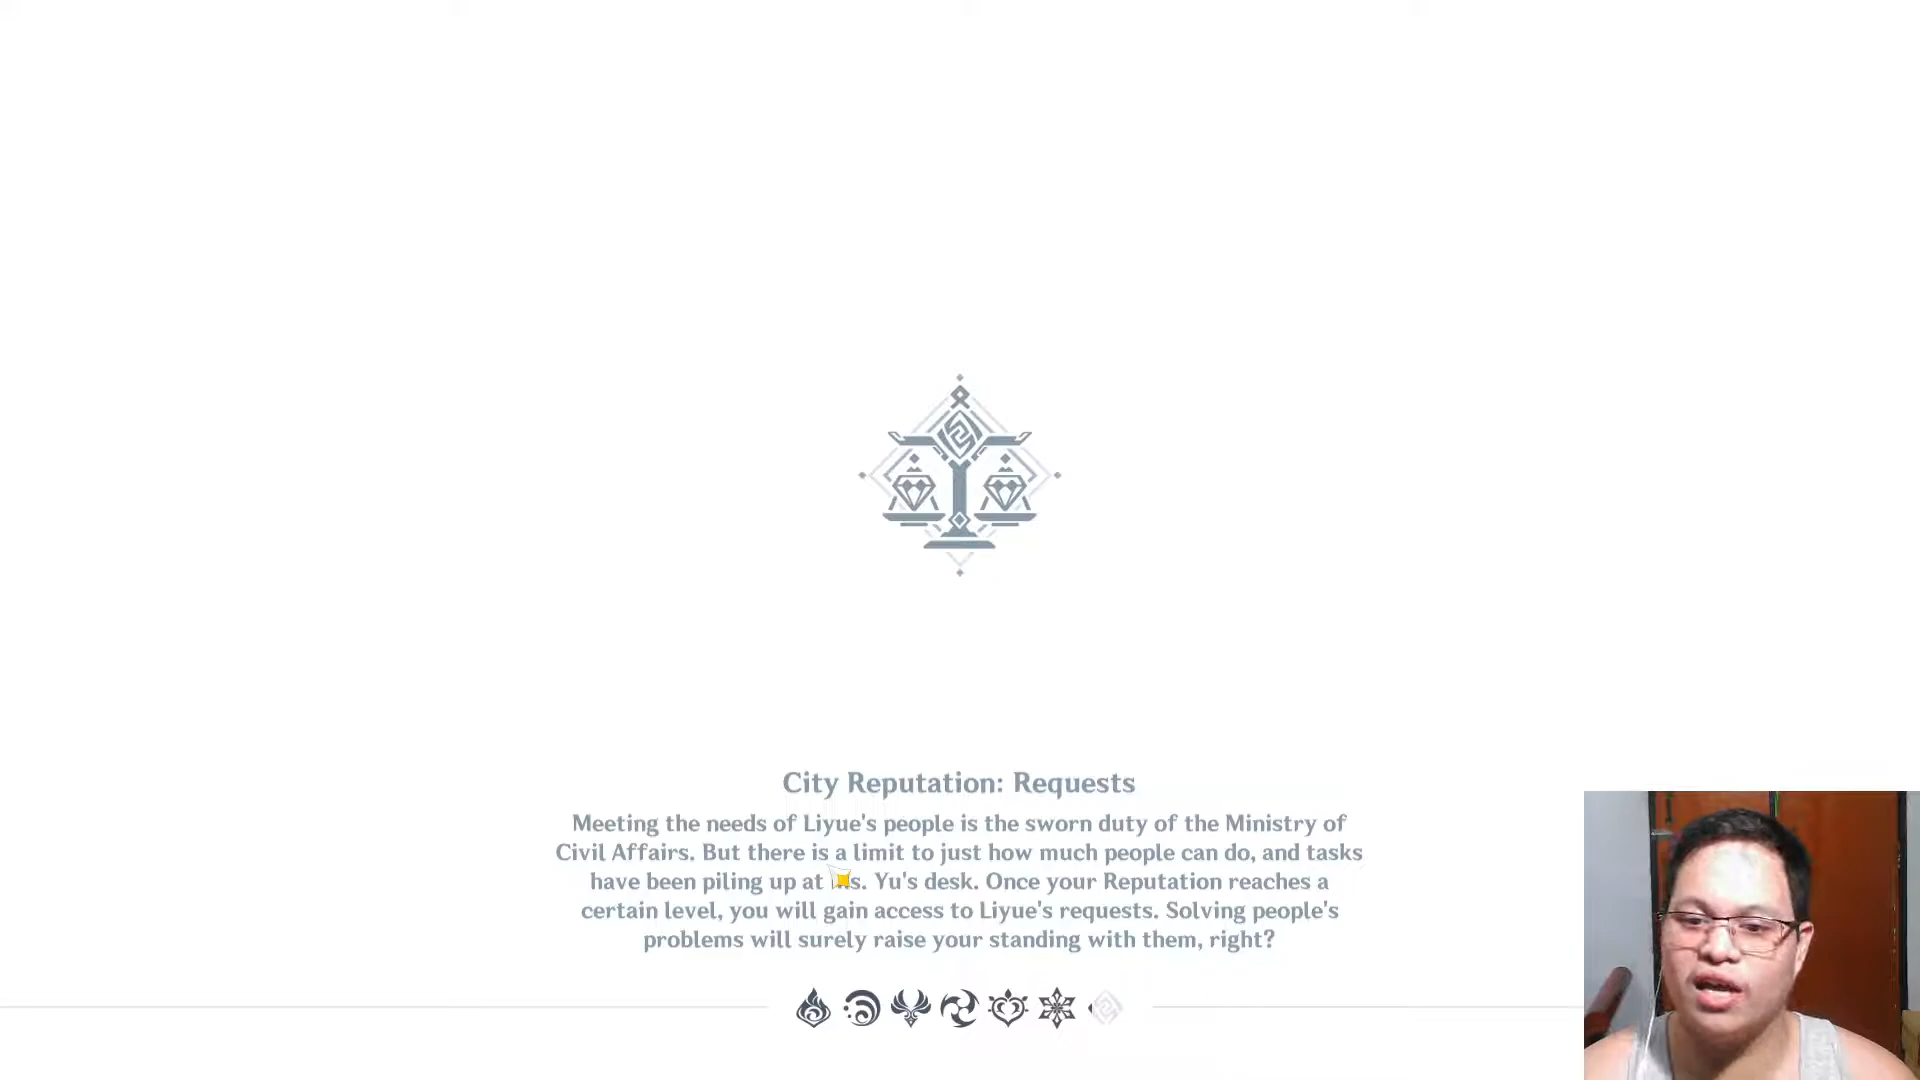 City Reputation: Requests
Meeting the needs of Liyue's people is the sworn duty of the Ministry of
Civil Affairs. But there is a limit to just how much people can do, and tasks
have been piling up at Ms. Yu's desk. Once your Reputation reaches a
certain level, you will gain access to Liyue's requests. Solving people's
problems will surely raise your standing with them, right?